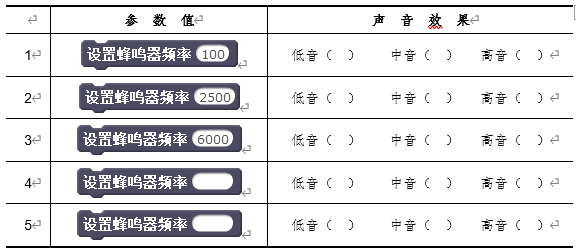 参 数 值 声 音 效 果
1 设置蜂鸣器频率 100 低音（ ） 中音（ ） 高音（ ）
2 设置蜂鸣器频率 2500 低音（ ） 中音（ ） 高音（ ）
3 设置蜂鸣器频率 6000 低音（ ） 中音（ ） 高音（ ）
4 设置蜂鸣器频率 低音（ ） 中音（ ） 高音（ ）
5 设置蜂鸣器频率 低音（ ） 中音（ ） 高音（ ）